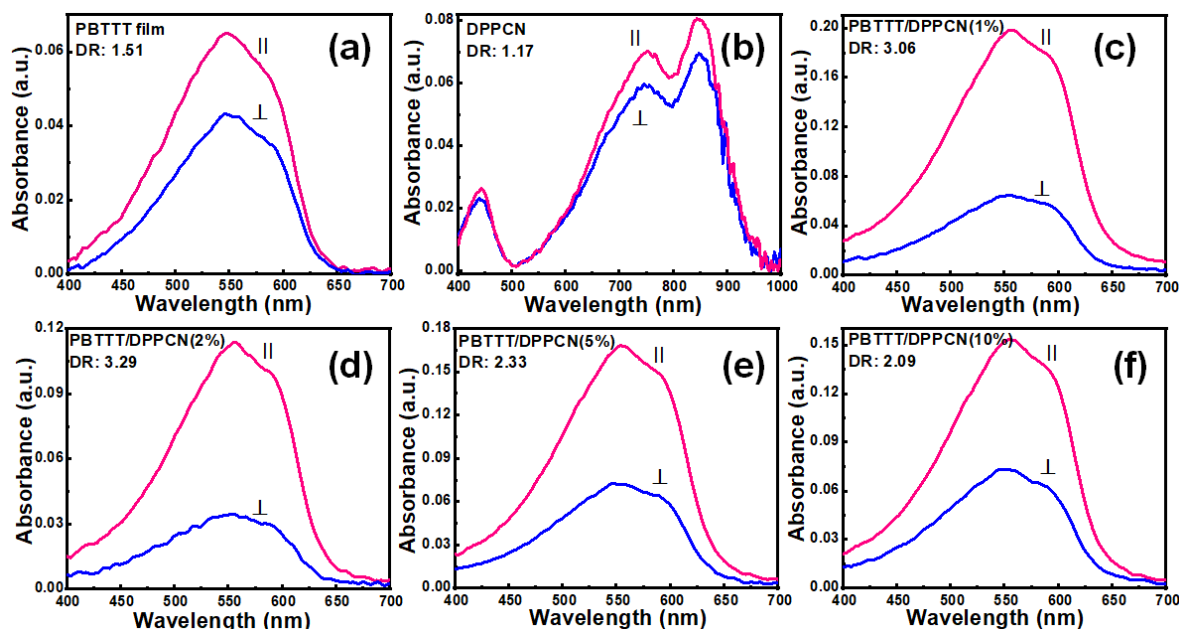 PBTTT film
DR: 1.51
(a)
||
⊥
0.06
0.04
0.02
0.00
Absorbance (a.u.)
400 450 500 550 600 650 700
Wavelength (nm)
DPPCN
DR: 1.17
(b)
||
⊥
0.08
0.06
0.04
0.02
0.00
Absorbance (a.u.)
400 500 600 700 800 900 1000
Wavelength (nm)
PBTTT/DPPCN(1%)
DR: 3.06
(c)
||
⊥
0.20
0.16
0.12
0.08
0.04
0.00
Absorbance (a.u.)
400 450 500 550 600 650 700
Wavelength (nm)
PBTTT/DPPCN(2%)
DR: 3.29
(d)
||
⊥
0.12
0.09
0.06
0.03
0.00
Absorbance (a.u.)
400 450 500 550 600 650 700
Wavelength (nm)
PBTTT/DPPCN(5%)
DR: 2.33
(e)
||
⊥
0.18
0.15
0.12
0.09
0.06
0.03
0.00
Absorbance (a.u.)
400 450 500 550 600 650 700
Wavelength (nm)
PBTTT/DPPCN(10%)
DR: 2.09
(f)
||
⊥
0.15
0.12
0.09
0.06
0.03
0.00
Absorbance (a.u.)
400 450 500 550 600 650 700
Wavelength (nm)